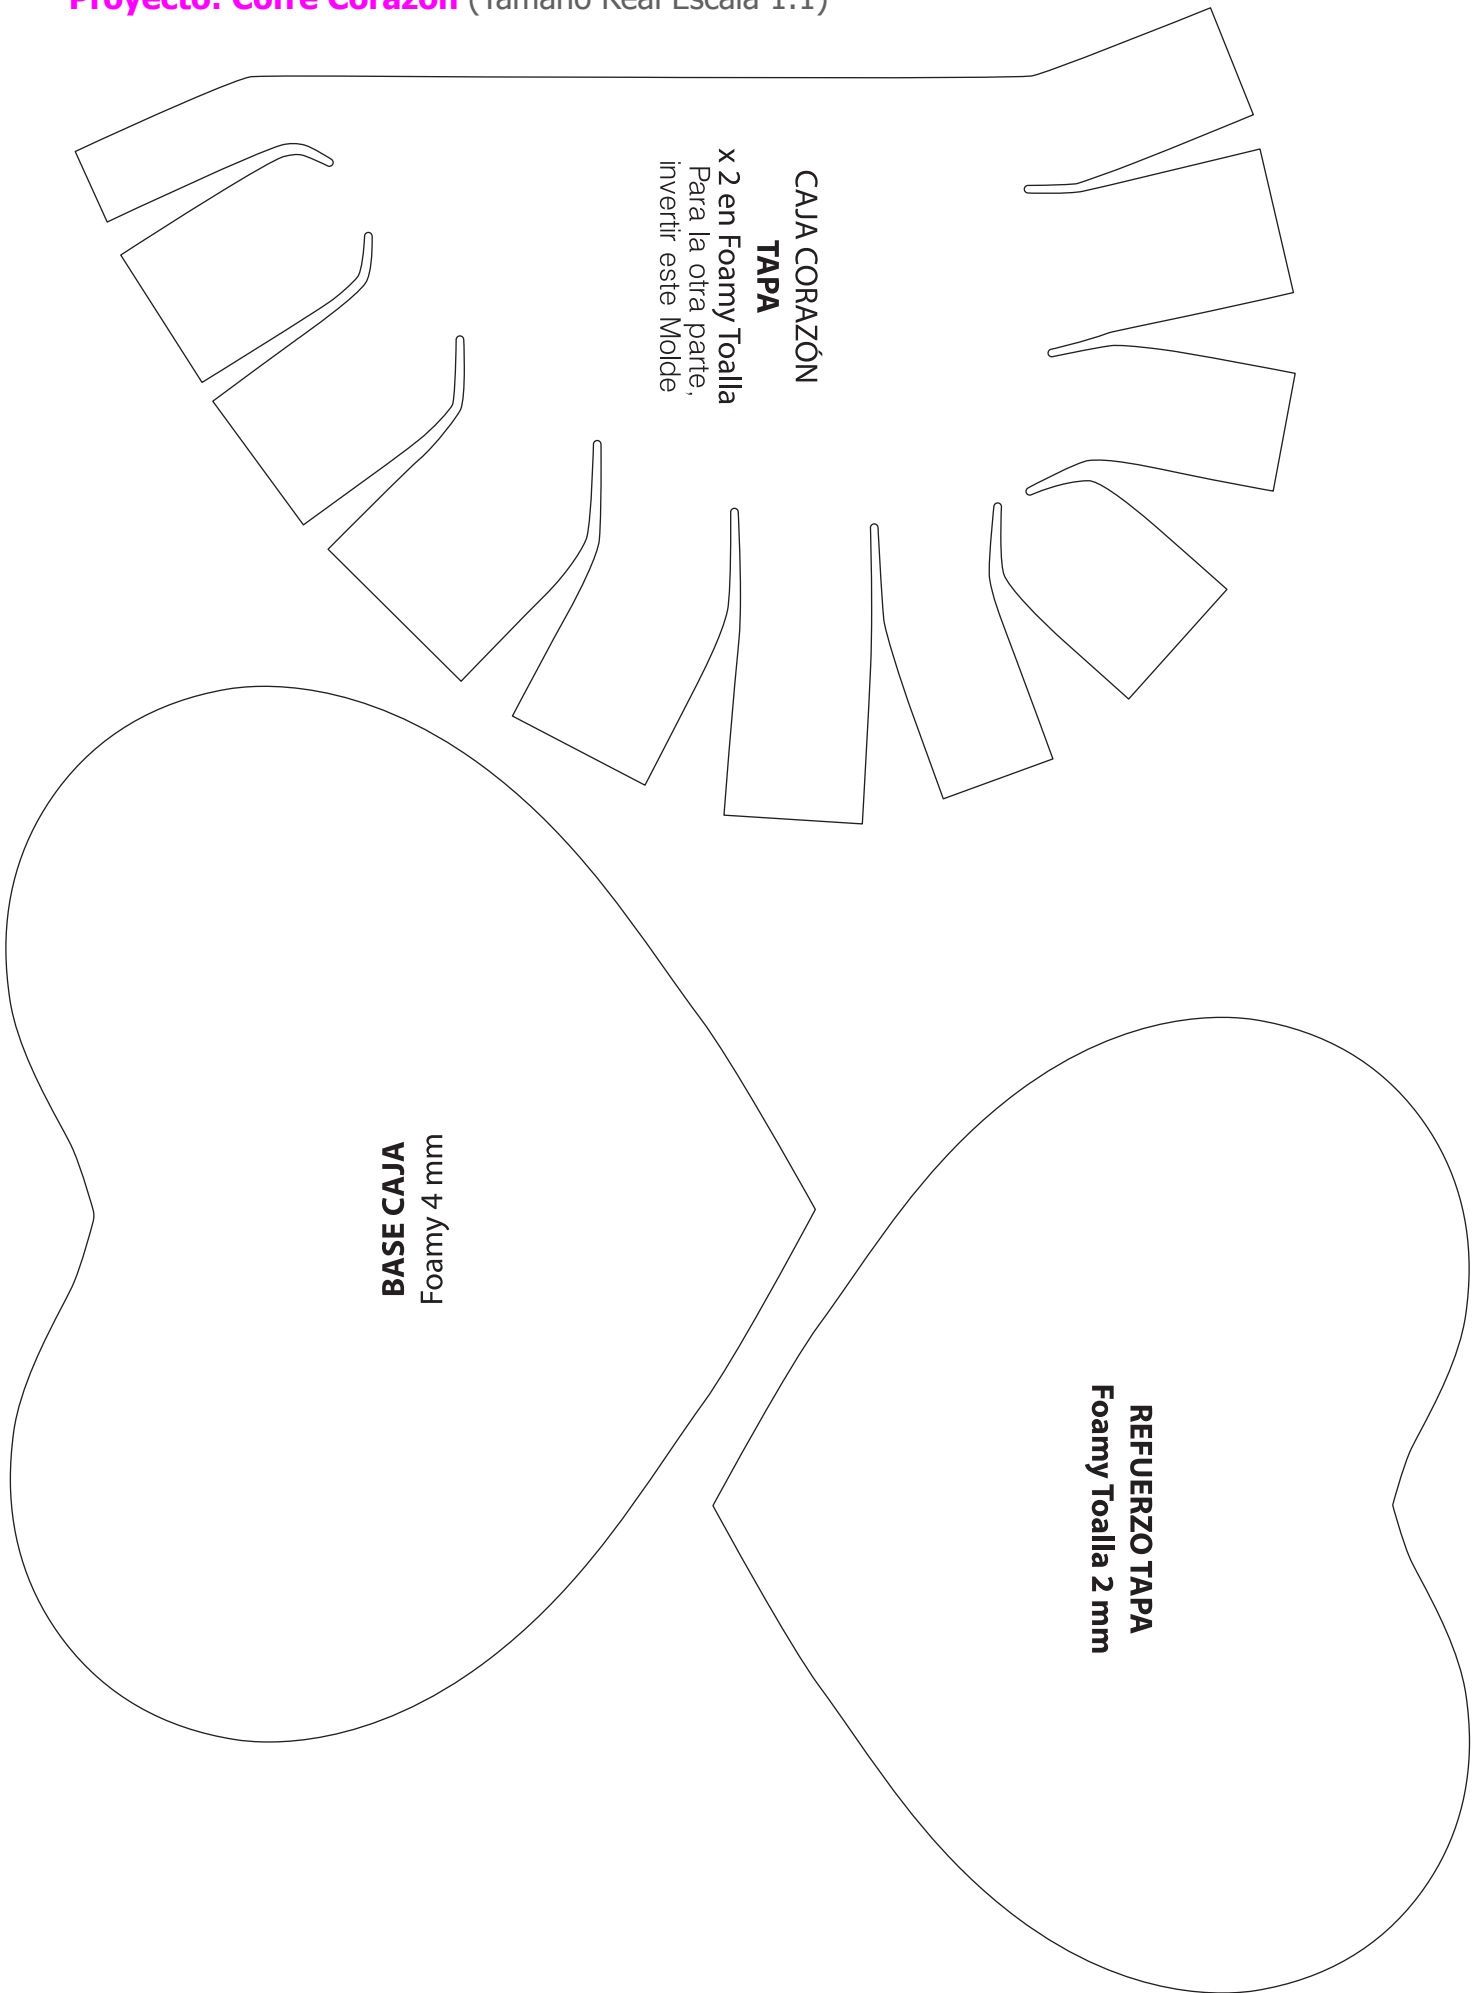 Proyecto: Cofre Corazón (Tamaño Real Escala 1:1)
CAJA CORAZÓN
TAPA
x 2 en Foamy Toalla
Para la otra parte,
invertir este Molde
BASE CAJA
Foamy 4 mm
REFUERZO TAPA
Foamy Toalla 2 mm